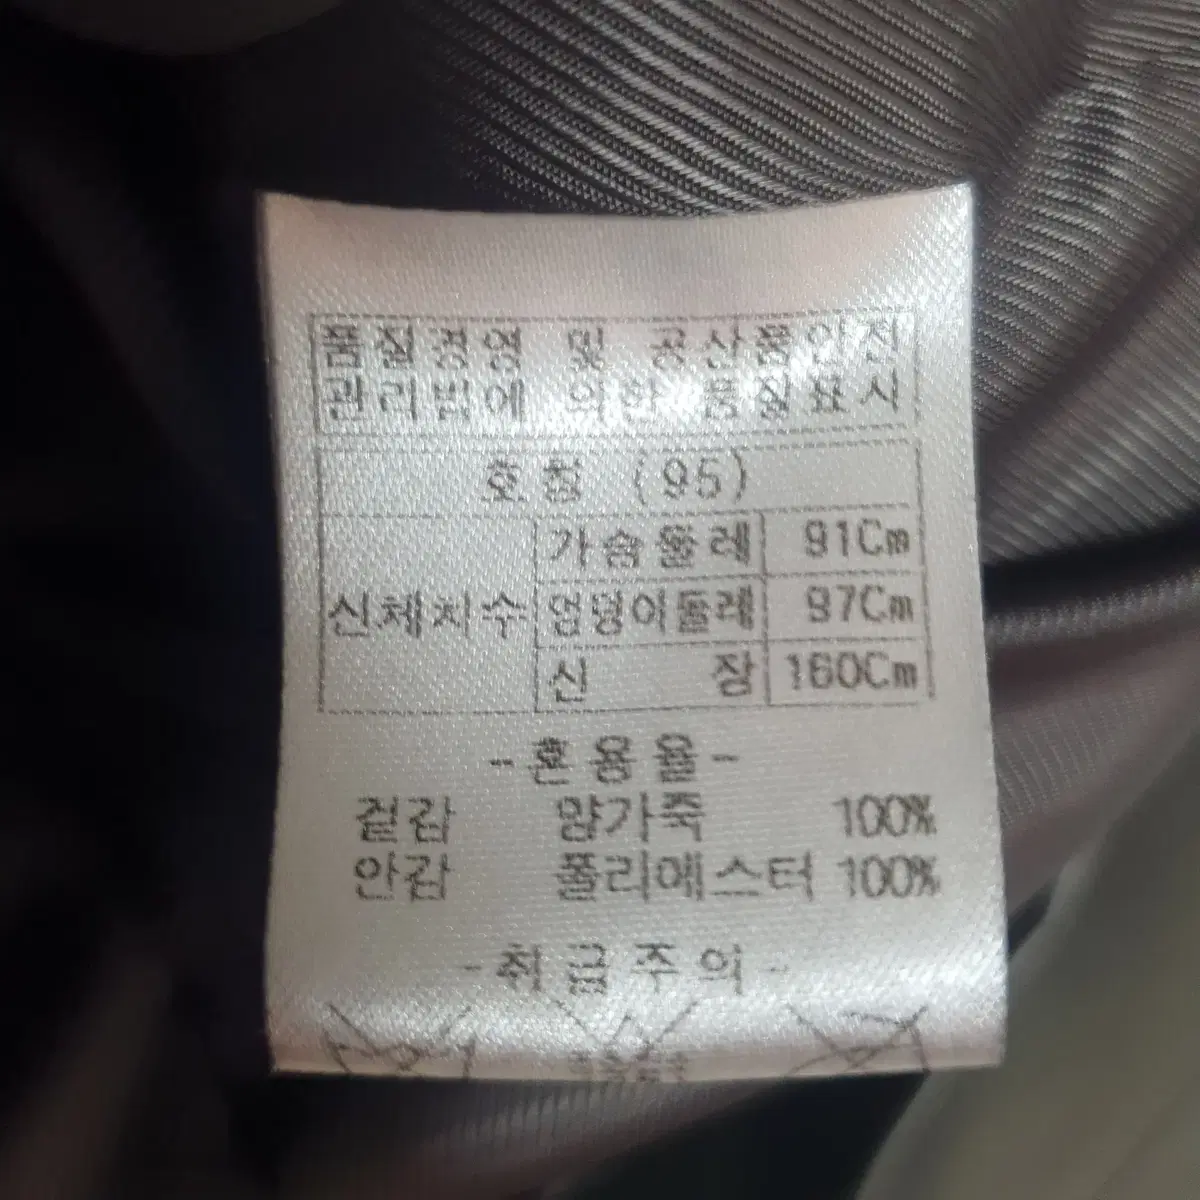 품질경영 및 공산품안전
관리법에 의한 품질표시
호칭 (95)
신체치수
가슴둘레 91Cm
엉덩이둘레 97Cm
신 장 160Cm
-혼용율-
겉감 양가죽 100%
안감 폴리에스터 100%
-취급주의-